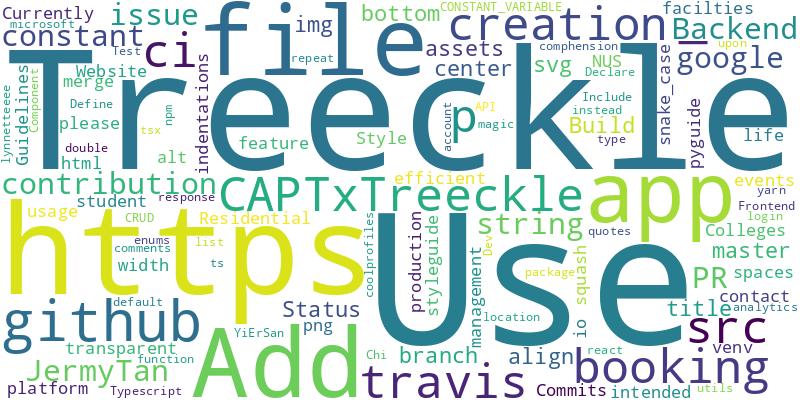 Currently
microsoft
issue
file
img
bottom
CONSTANT_VARIABLE
facilties
constant
ci
Test
repeat
creation
Backend
Treeckle
Website
merge
Guidelines
indentations
assets
center
comphension
svg
NUS
Declare
google
upon
lynnetteeee
Component
Define
npm
please
tsx
double
html
alt
feature
Style
account
p
API
magic
Include
instead
Build
type
snake_case
pyguide
life
contribution
student
response
CAPTxTreeckle
efficient
app
events
yarn
Frontend
login
https
usage
CRUD
Residential
enums
list
comments
width
ts
coolprofiles
production
styleguide
Use
string
Dev
management
quotes
package
squash
io
Colleges
master
PR
spaces
contact
github
default
Status
png
YiErSan
transparent
function
location
title
analytics
src
venv
JermyTan
platform
Typescript
Add
travis
Chi
branch
align
react
Commits
booking
intended
utils